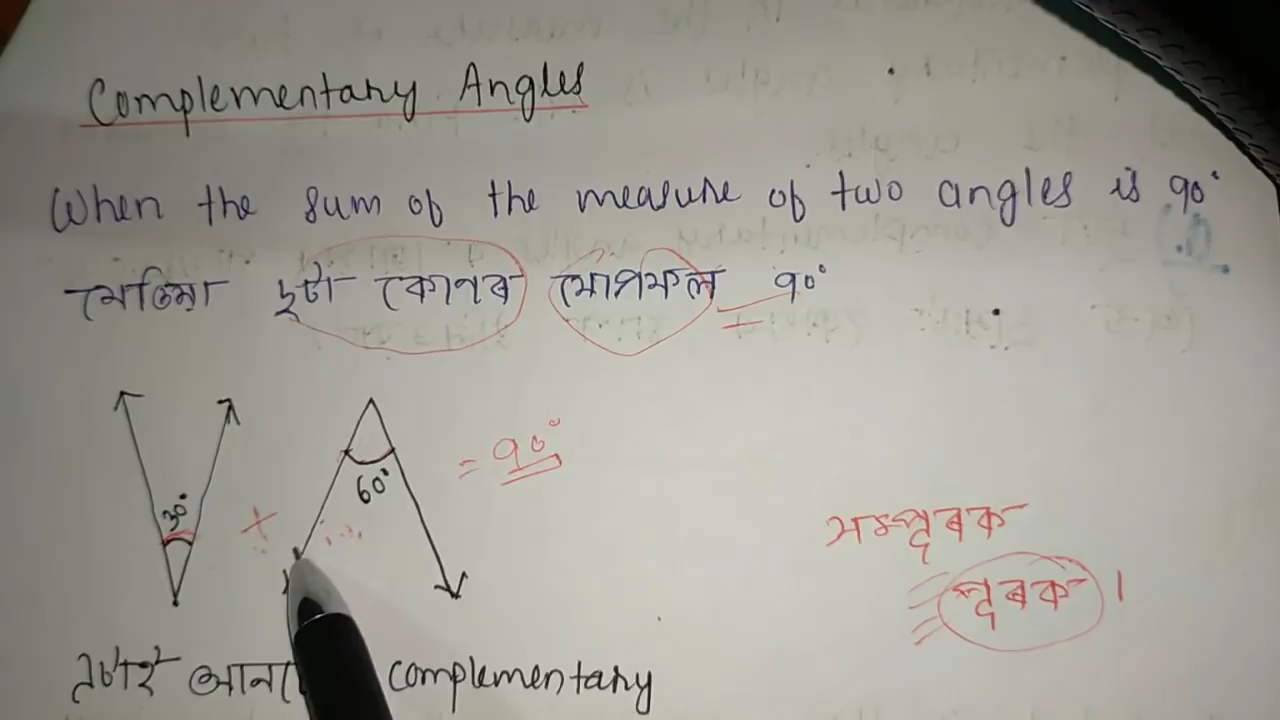 Complementary Angles
When the sum of the measure of two angles is 90°
যেতিয়া দুটা কোণৰ যোগফল 90°
30° + 60° = 90°
সম্পূৰক
পূৰক।
complementary